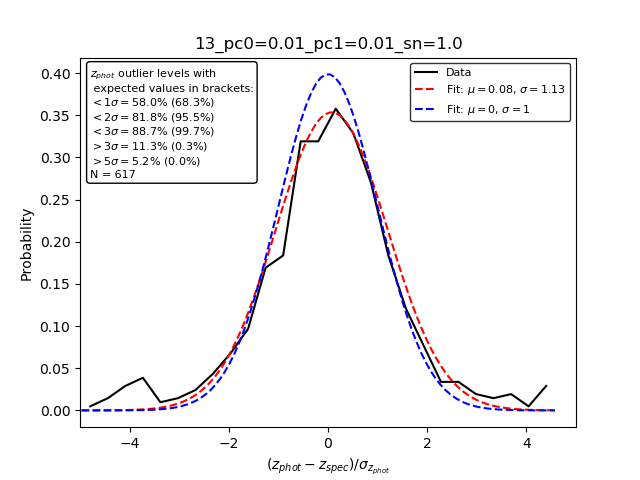 13_pc0=0.01_pc1=0.01_sn=1.0
z_phot outlier levels with
expected values in brackets:
< 1σ = 58.0% (68.3%)
< 2σ = 81.8% (95.5%)
< 3σ = 88.7% (99.7%)
> 3σ = 11.3% (0.3%)
> 5σ = 5.2% (0.0%)
N = 617
Data
Fit: μ = 0.08, σ = 1.13
Fit: μ = 0, σ = 1
0.40
0.35
0.30
0.25
0.20
0.15
0.10
0.05
0.00
Probability
−4 −2 0 2 4
(z_phot − z_spec)/σ_z_phot